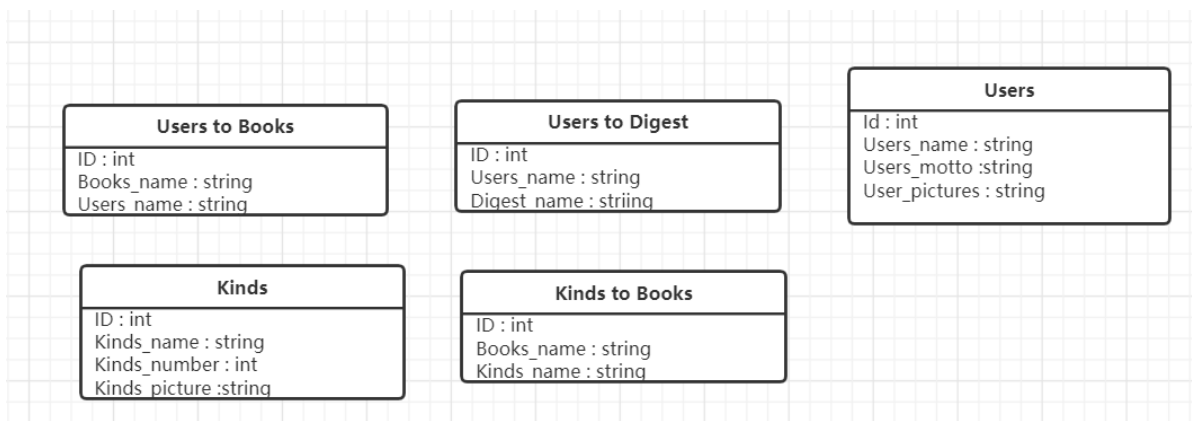 Users to Books
ID : int
Books_name : string
Users_name : string
Users to Digest
ID : int
Users_name : string
Digest_name : striing
Users
Id : int
Users_name : string
Users_motto :string
User_pictures : string
Kinds
ID : int
Kinds_name : string
Kinds_number : int
Kinds_picture :string
Kinds to Books
ID : int
Books_name : string
Kinds_name : string